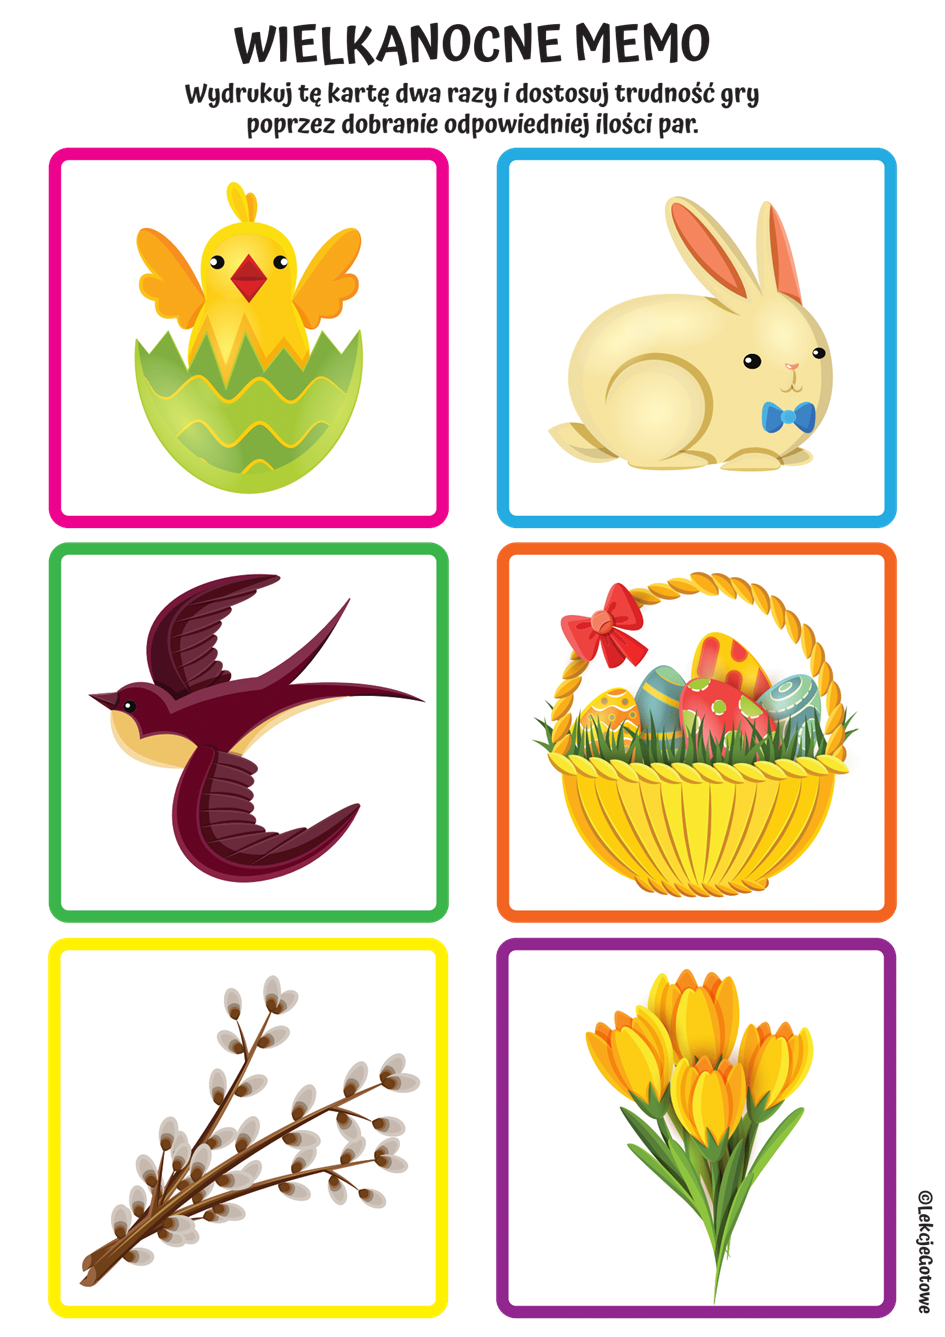 WIELKANOCNE MEMO
Wydrukuj tę kartę dwa razy i dostosuj trudność gry
poprzez dobranie odpowiedniej ilości par.
©LekcjeGotowe